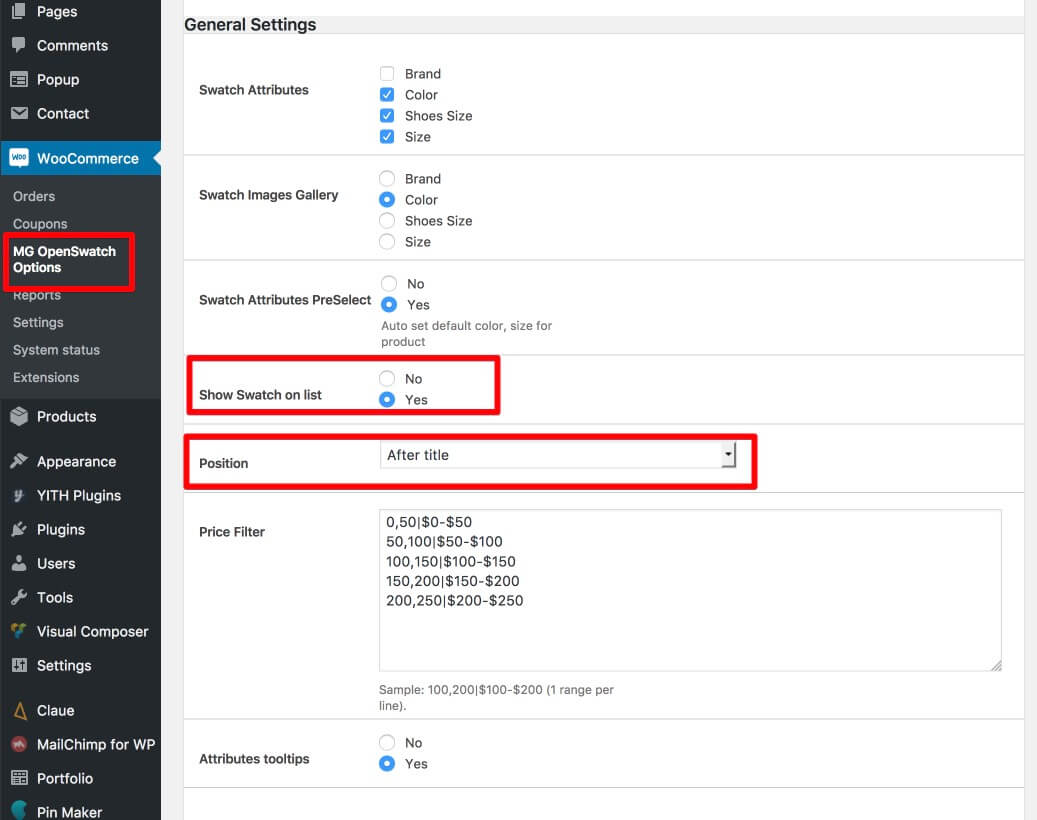 Pages
Comments
Popup
Contact
WOO
WooCommerce
Orders
Coupons
MG OpenSwatch
Options
Reports
Settings
System status
Extensions
Products
Appearance
YITH Plugins
Plugins
Users
Tools
Visual Composer
Settings
Claue
MailChimp for WP
Portfolio
Pin Maker
General Settings
Swatch Attributes
Brand
Color
Shoes Size
Size
Swatch Images Gallery
Brand
Color
Shoes Size
Size
Swatch Attributes PreSelect
No
Yes
Auto set default color, size for
product
Show Swatch on list
No
Yes
Position
After title
Price Filter
0,50|$0-$50
50,100|$50-$100
100,150|$100-$150
150,200|$150-$200
200,250|$200-$250
Sample: 100,200|$100-$200 (1 range per
line).
Attributes tooltips
No
Yes